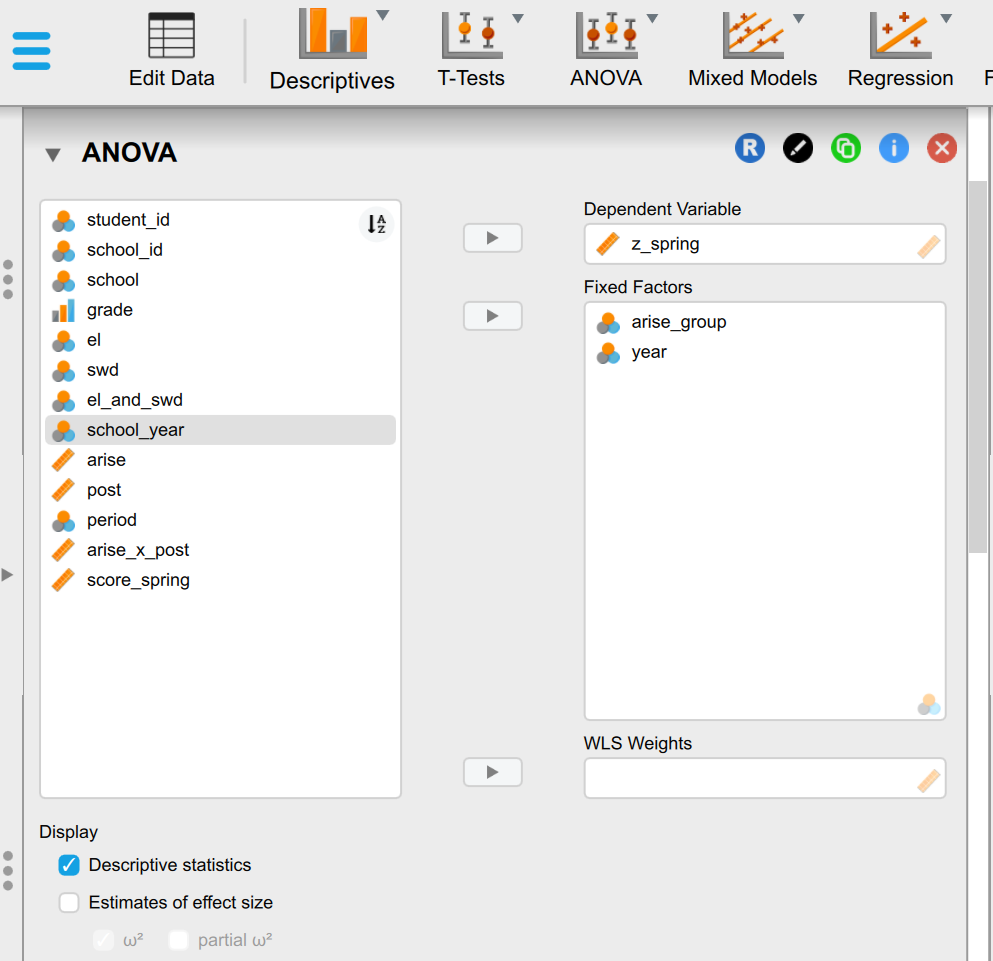 Edit Data
Descriptives
T-Tests
ANOVA
Mixed Models
Regression
F
ANOVA
R
i
student_id
A
Z
school_id
school
grade
el
swd
el_and_swd
school_year
arise
post
period
arise_x_post
score_spring
Dependent Variable
z_spring
Fixed Factors
arise_group
year
WLS Weights
Display
Descriptive statistics
Estimates of effect size
ω² partial ω²